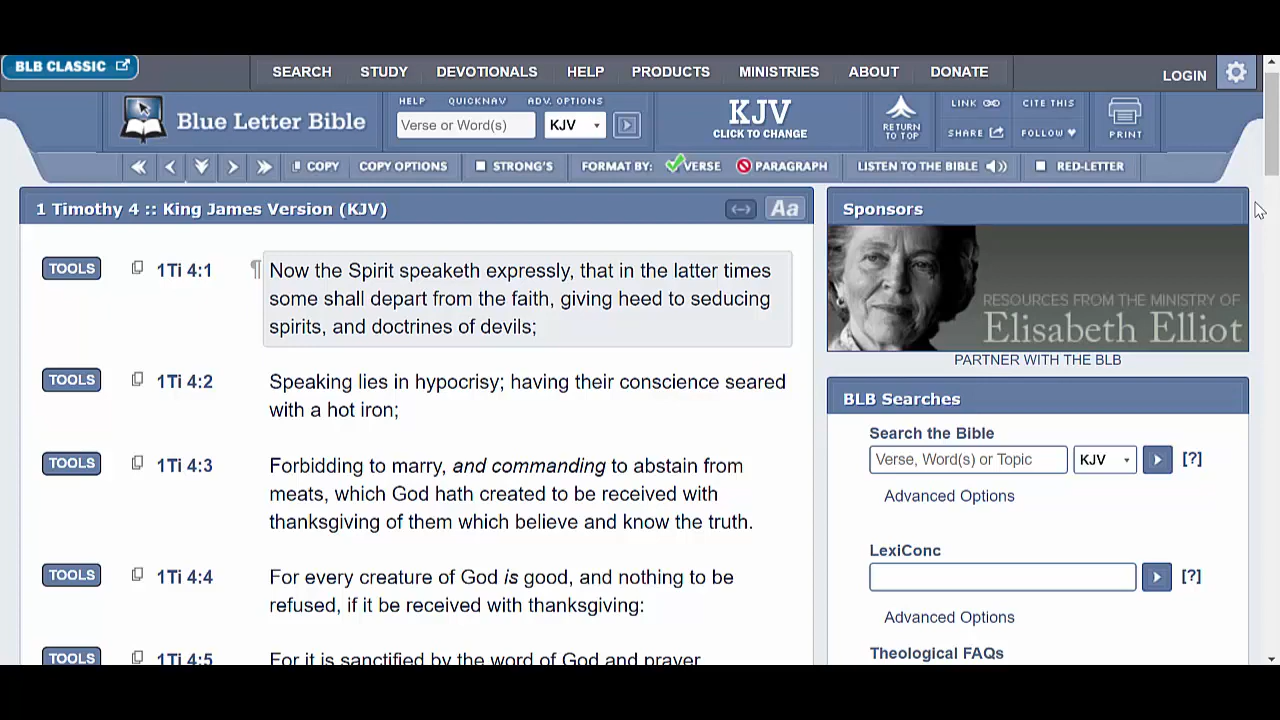 BLB CLASSIC
SEARCH STUDY DEVOTIONALS HELP PRODUCTS MINISTRIES ABOUT DONATE LOGIN
Blue Letter Bible
HELP QUICKNAV ADV. OPTIONS
Verse or Word(s) KJV
KJV
CLICK TO CHANGE
RETURN
TO TOP
LINK CITE THIS
SHARE FOLLOW
PRINT
COPY COPY OPTIONS STRONG'S FORMAT BY: VERSE PARAGRAPH LISTEN TO THE BIBLE RED-LETTER
1 Timothy 4 :: King James Version (KJV) Aa
TOOLS 1Ti 4:1 ¶ Now the Spirit speaketh expressly, that in the latter times
some shall depart from the faith, giving heed to seducing
spirits, and doctrines of devils;
TOOLS 1Ti 4:2 Speaking lies in hypocrisy; having their conscience seared
with a hot iron;
TOOLS 1Ti 4:3 Forbidding to marry, and commanding to abstain from
meats, which God hath created to be received with
thanksgiving of them which believe and know the truth.
TOOLS 1Ti 4:4 For every creature of God is good, and nothing to be
refused, if it be received with thanksgiving:
TOOLS 1Ti 4:5 For it is sanctified by the word of God and prayer
Sponsors
RESOURCES FROM THE MINISTRY OF
Elisabeth Elliot
PARTNER WITH THE BLB
BLB Searches
Search the Bible
Verse, Word(s) or Topic KJV [?]
Advanced Options
LexiConc
[?]
Advanced Options
Theological FAQs